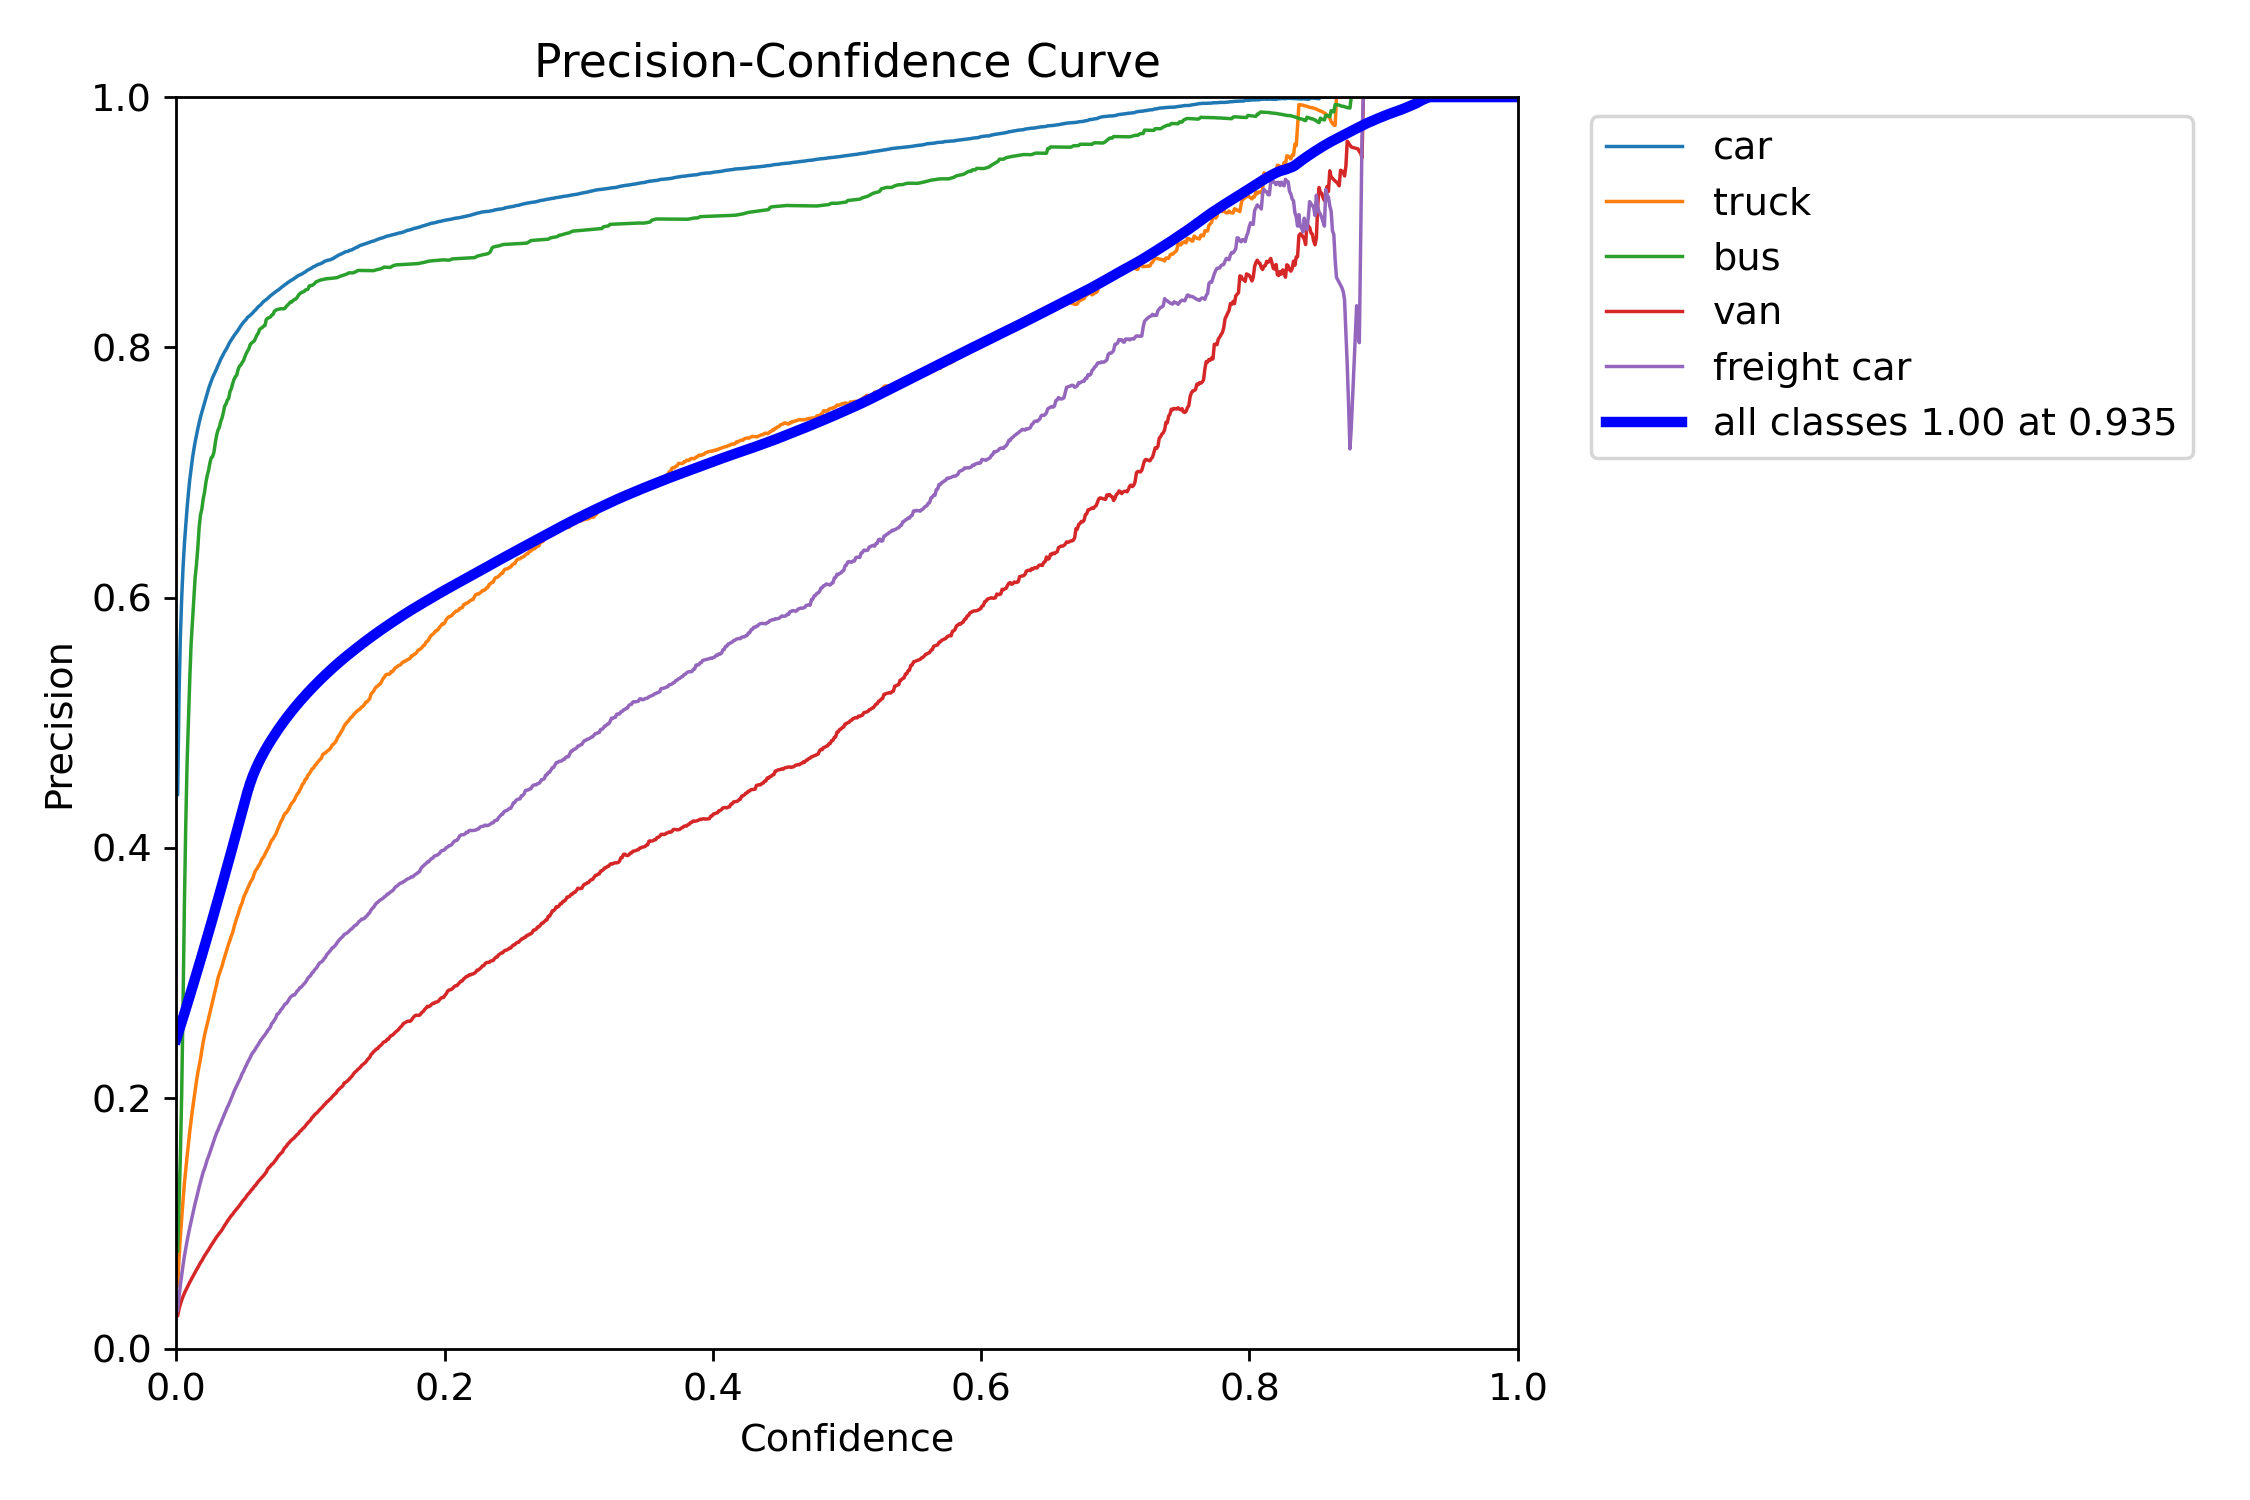 Precision-Confidence Curve
1.0
0.8
0.6
0.4
0.2
0.0
Precision
0.0 0.2 0.4 0.6 0.8 1.0
Confidence
car
truck
bus
van
freight car
all classes 1.00 at 0.935